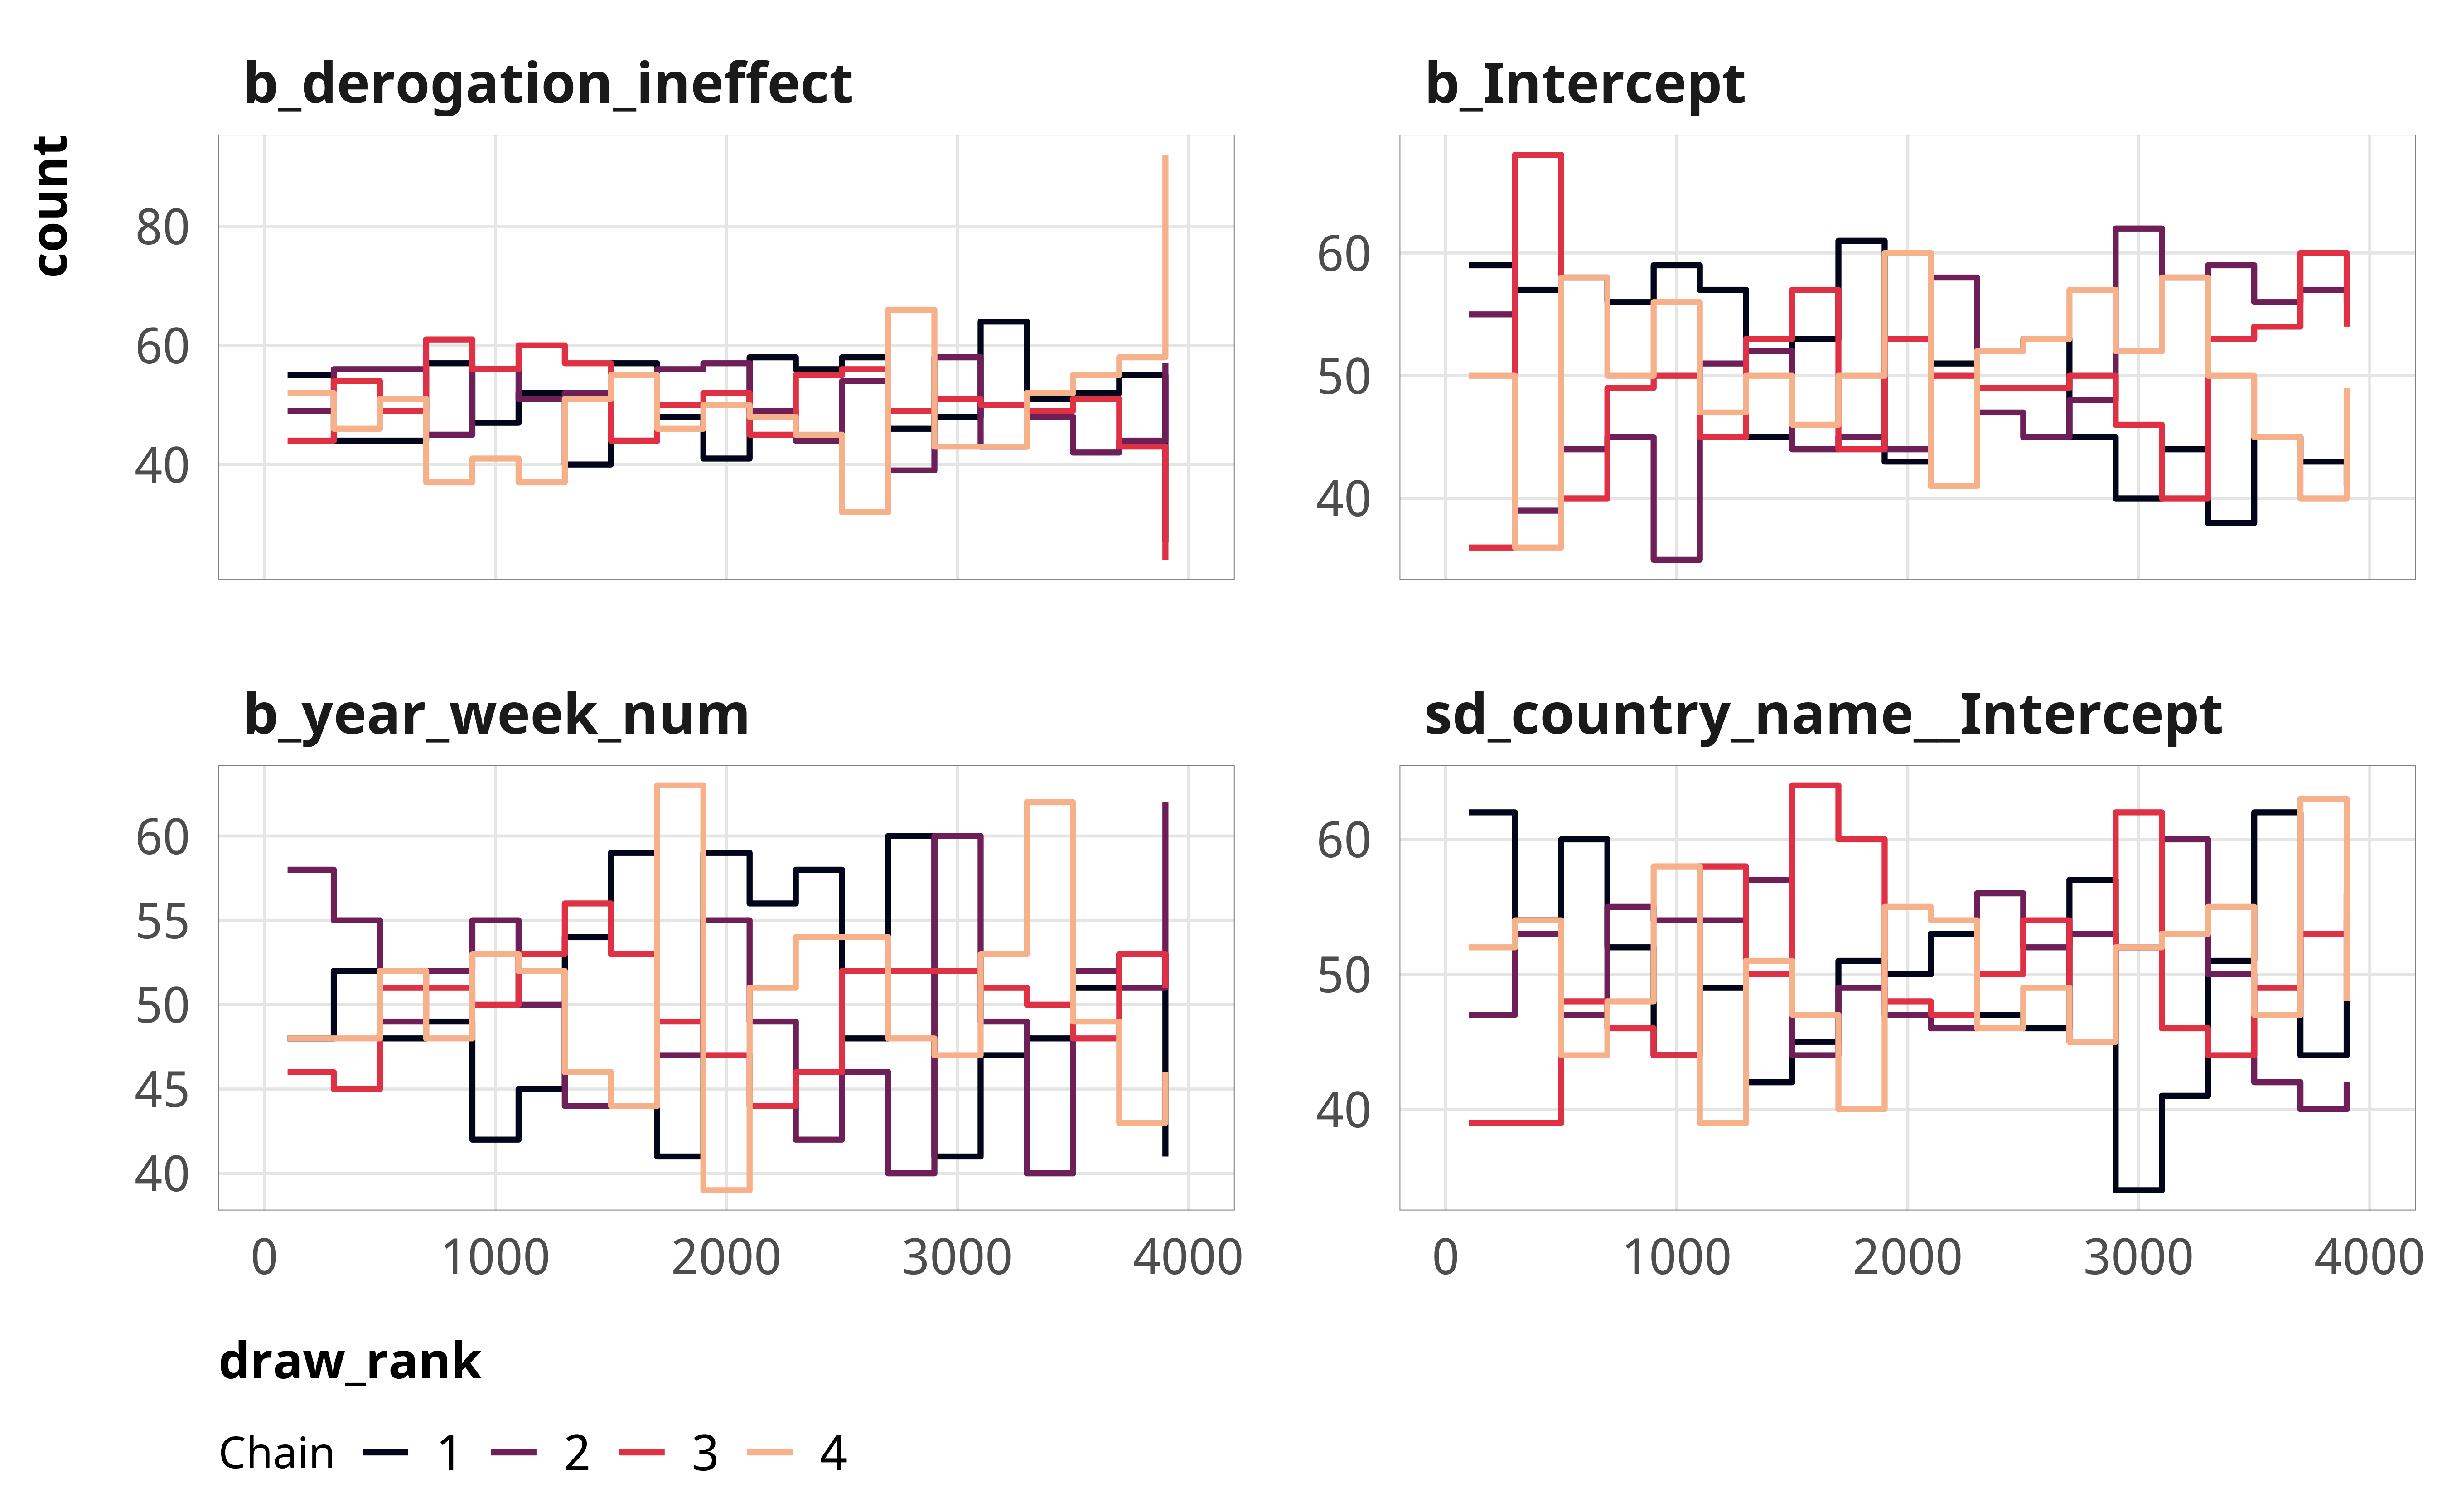 b_derogation_ineffect
b_Intercept
count
80
60
40
60
50
40
b_year_week_num
sd_country_name__Intercept
60
55
50
45
40
60
50
40
0 1000 2000 3000 4000
0 1000 2000 3000 4000
draw_rank
Chain 1 2 3 4